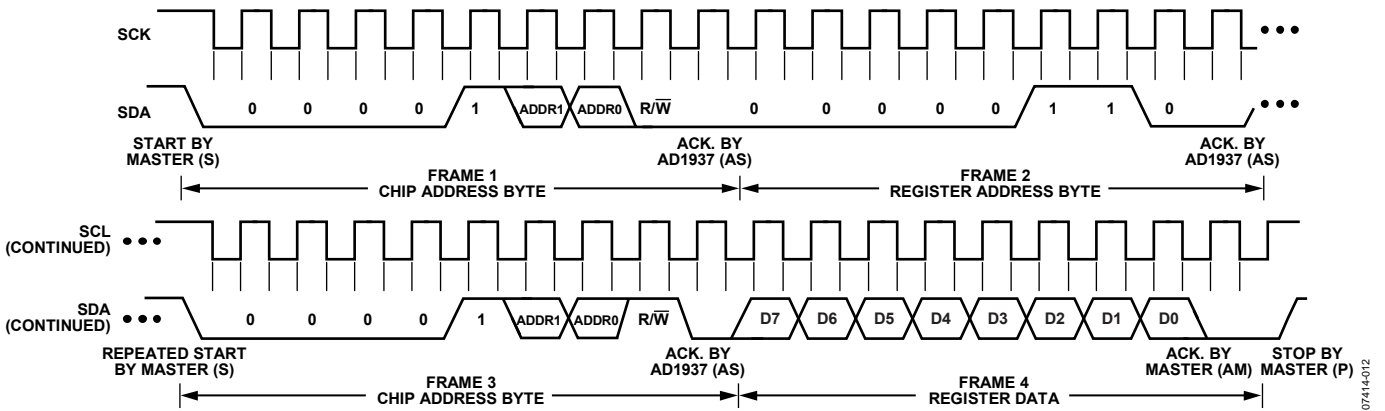 SCK
SDA
0 0 0 0 1 ADDR1 ADDR0 R/W̅ 0 0 0 0 0 1 1 0
START BY
MASTER (S)
ACK. BY
AD1937 (AS)
ACK. BY
AD1937 (AS)
FRAME 1
CHIP ADDRESS BYTE
FRAME 2
REGISTER ADDRESS BYTE
SCL
(CONTINUED)
SDA
(CONTINUED)
0 0 0 0 1 ADDR1 ADDR0 R/W̅ D7 D6 D5 D4 D3 D2 D1 D0
REPEATED START
BY MASTER (S)
ACK. BY
AD1937 (AS)
ACK. BY
MASTER (AM)
STOP BY
MASTER (P)
FRAME 3
CHIP ADDRESS BYTE
FRAME 4
REGISTER DATA
07414-012